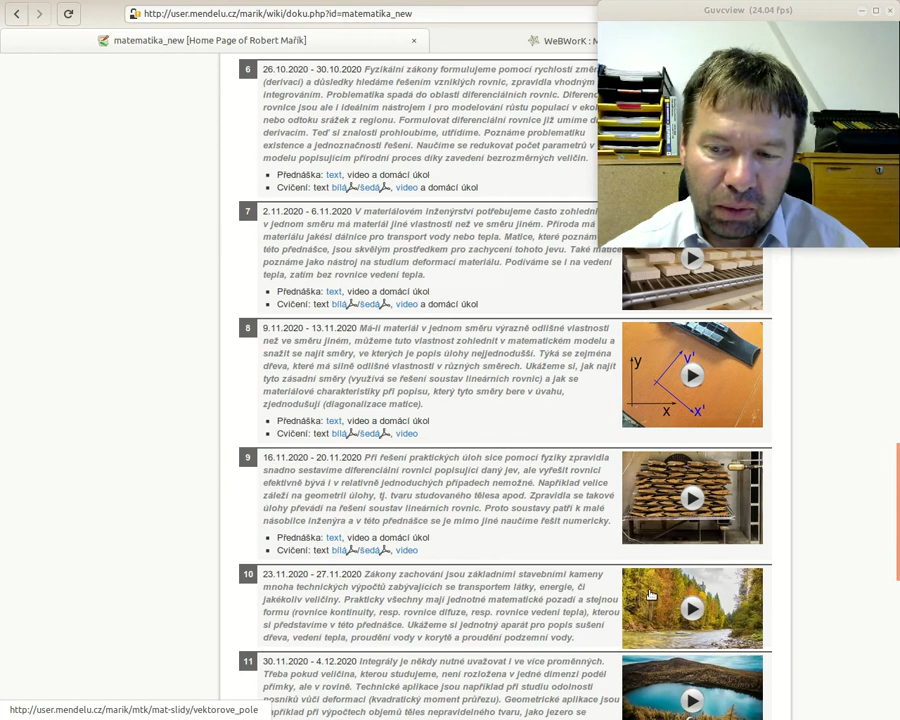 http://user.mendelu.cz/marik/wiki/doku.php?id=matematika_new
Guvcview (24.04 fps)
matematika_new [Home Page of Robert Mařík]
WeBWorK : M
6
26.10.2020 - 30.10.2020 Fyzikální zákony formulujeme pomocí rychlosti změn
(derivací) a důsledky hledáme řešením vzniklých rovnic, zpravidla vhodným
integrováním. Problematika spadá do oblasti diferenciálních rovnic. Diferenc
rovnice jsou ale i ideálním nástrojem i pro modelování růstu populací v eko
nebo odtoku srážek z regionu. Formulovat diferenciální rovnice již umíme d
derivacím. Teď si znalosti prohloubíme, utřídíme. Poznáme problematiku
existence a jednoznačnosti řešení. Naučíme se redukovat počet parametrů v
modelu popisujícím přírodní proces díky zavedení bezrozměrných veličin.
Přednáška: text, video a domácí úkol
Cvičení: text bílá/šedá, video a domácí úkol
7
2.11.2020 - 6.11.2020 V materiálovém inženýrství potřebujeme často zohledni
v jednom směru má materiál jiné vlastnosti než ve směru jiném. Příroda má
materiálu jakési dálnice pro transport vody nebo tepla. Matice, které poznám
této přednášce, jsou skvělým prostředkem pro zachycení tohoto jevu. Také matice
poznáme jako nástroj na studium deformací materiálu. Podíváme se i na vedení
tepla, zatím bez rovnice vedení tepla.
Přednáška: text, video a domácí úkol
Cvičení: text bílá/šedá, video a domácí úkol
8
9.11.2020 - 13.11.2020 Má-li materiál v jednom směru výrazně odlišné vlastnosti
než ve směru jiném, můžeme tuto vlastnost zohlednit v matematickém modelu a
snažit se najít směry, ve kterých je popis úlohy nejjednodušší. Týká se zejména
dřeva, které má silně odlišné vlastnosti v různých směrech. Ukážeme si, jak najít
tyto zásadní směry (využívá se řešení soustav lineárních rovnic) a jak se
materiálové charakteristiky při popisu, který tyto směry bere v úvahu,
zjednodušují (diagonalizace matice).
y y' x x'
Přednáška: text, video a domácí úkol
Cvičení: text bílá/šedá, video
9
16.11.2020 - 20.11.2020 Při řešení praktických úloh sice pomocí fyziky zpravidla
snadno sestavíme diferenciální rovnici popisující daný jev, ale vyřešit rovnici
efektivně bývá i v relativně jednoduchých případech nemožné. Například velice
záleží na geometrii úlohy, tj. tvaru studovaného tělesa apod. Zpravidla se takové
úlohy převádí na řešení soustav lineárních rovnic. Proto soustavy patří k malé
násobilce inženýra a v této přednášce se je mimo jiné naučíme řešit numericky.
Přednáška: text, video a domácí úkol
Cvičení: text bílá/šedá, video
10
23.11.2020 - 27.11.2020 Zákony zachování jsou základními stavebními kameny
mnoha technických výpočtů zabývajících se transportem látky, energie, či
jakékoliv veličiny. Prakticky všechny mají jednotné matematické pozadí a stejnou
formu (rovnice kontinuity, resp. rovnice difuze, resp. rovnice vedení tepla), kterou
si představíme v této přednášce. Ukážeme si jednotný aparát pro popis sušení
dřeva, vedení tepla, proudění vody v korytě a proudění podzemní vody.
11
30.11.2020 - 4.12.2020 Integrály je někdy nutné uvažovat i ve více proměnných.
Třeba pokud veličina, kterou studujeme, není rozložena v jedné dimenzi podél
přímky, ale v rovině. Technické aplikace jsou například při studiu odolnosti
nosníků vůči deformaci (kvadratický moment průřezu). Geometrické aplikace jsou
například při výpočtech objemů těles nepravidelného tvaru, jako jezero se
http://user.mendelu.cz/marik/mtk/mat-slidy/vektorove_pole